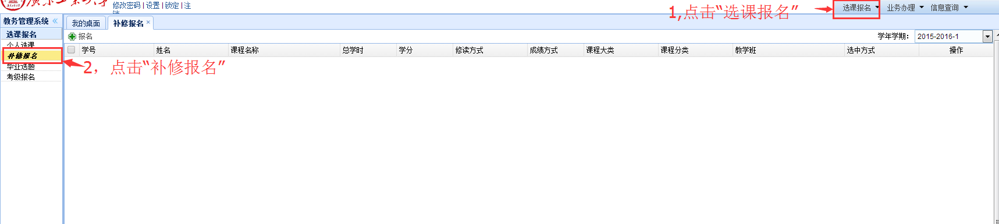 修改密码 | 设置 | 锁定 | 注
1,点击“选课报名”
选课报名 业务办理 信息查询
教务管理系统
我的桌面 补修报名
选课报名
报名
学年学期： 2015-2016-1
个人选课
学号 姓名 课程名称 总学时 学分 修读方式 成绩方式 课程大类 课程分类 教学班 选中方式 操作
补修报名
2，点击“补修报名”
毕业选题
考级报名